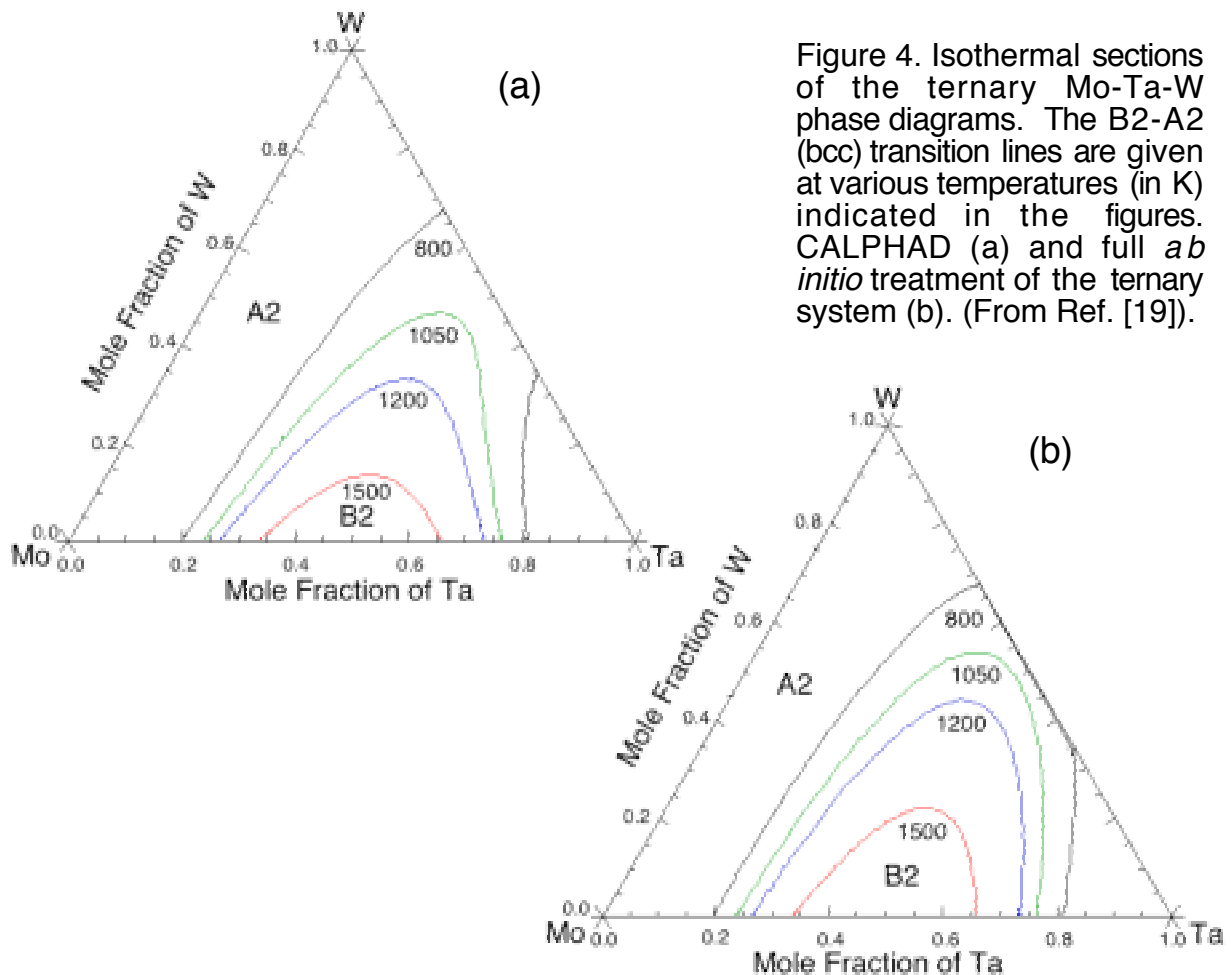 Figure 4. Isothermal sections
of the ternary Mo-Ta-W
phase diagrams. The B2-A2
(bcc) transition lines are given
at various temperatures (in K)
indicated in the figures.
CALPHAD (a) and full ab
initio treatment of the ternary
system (b). (From Ref. [19]).
(a)
W
1.0
0.8
Mole Fraction of W
0.6
800
A2
1050
0.4
1200
0.2
1500
B2
0.0
Mo
Ta
0.0 0.2 0.4 0.6 0.8 1.0
Mole Fraction of Ta
(b)
W
1.0
0.8
Mole Fraction of W
0.6
800
A2
1050
0.4
1200
0.2
1500
B2
0.0
Mo
Ta
0.0 0.2 0.4 0.6 0.8 1.0
Mole Fraction of Ta